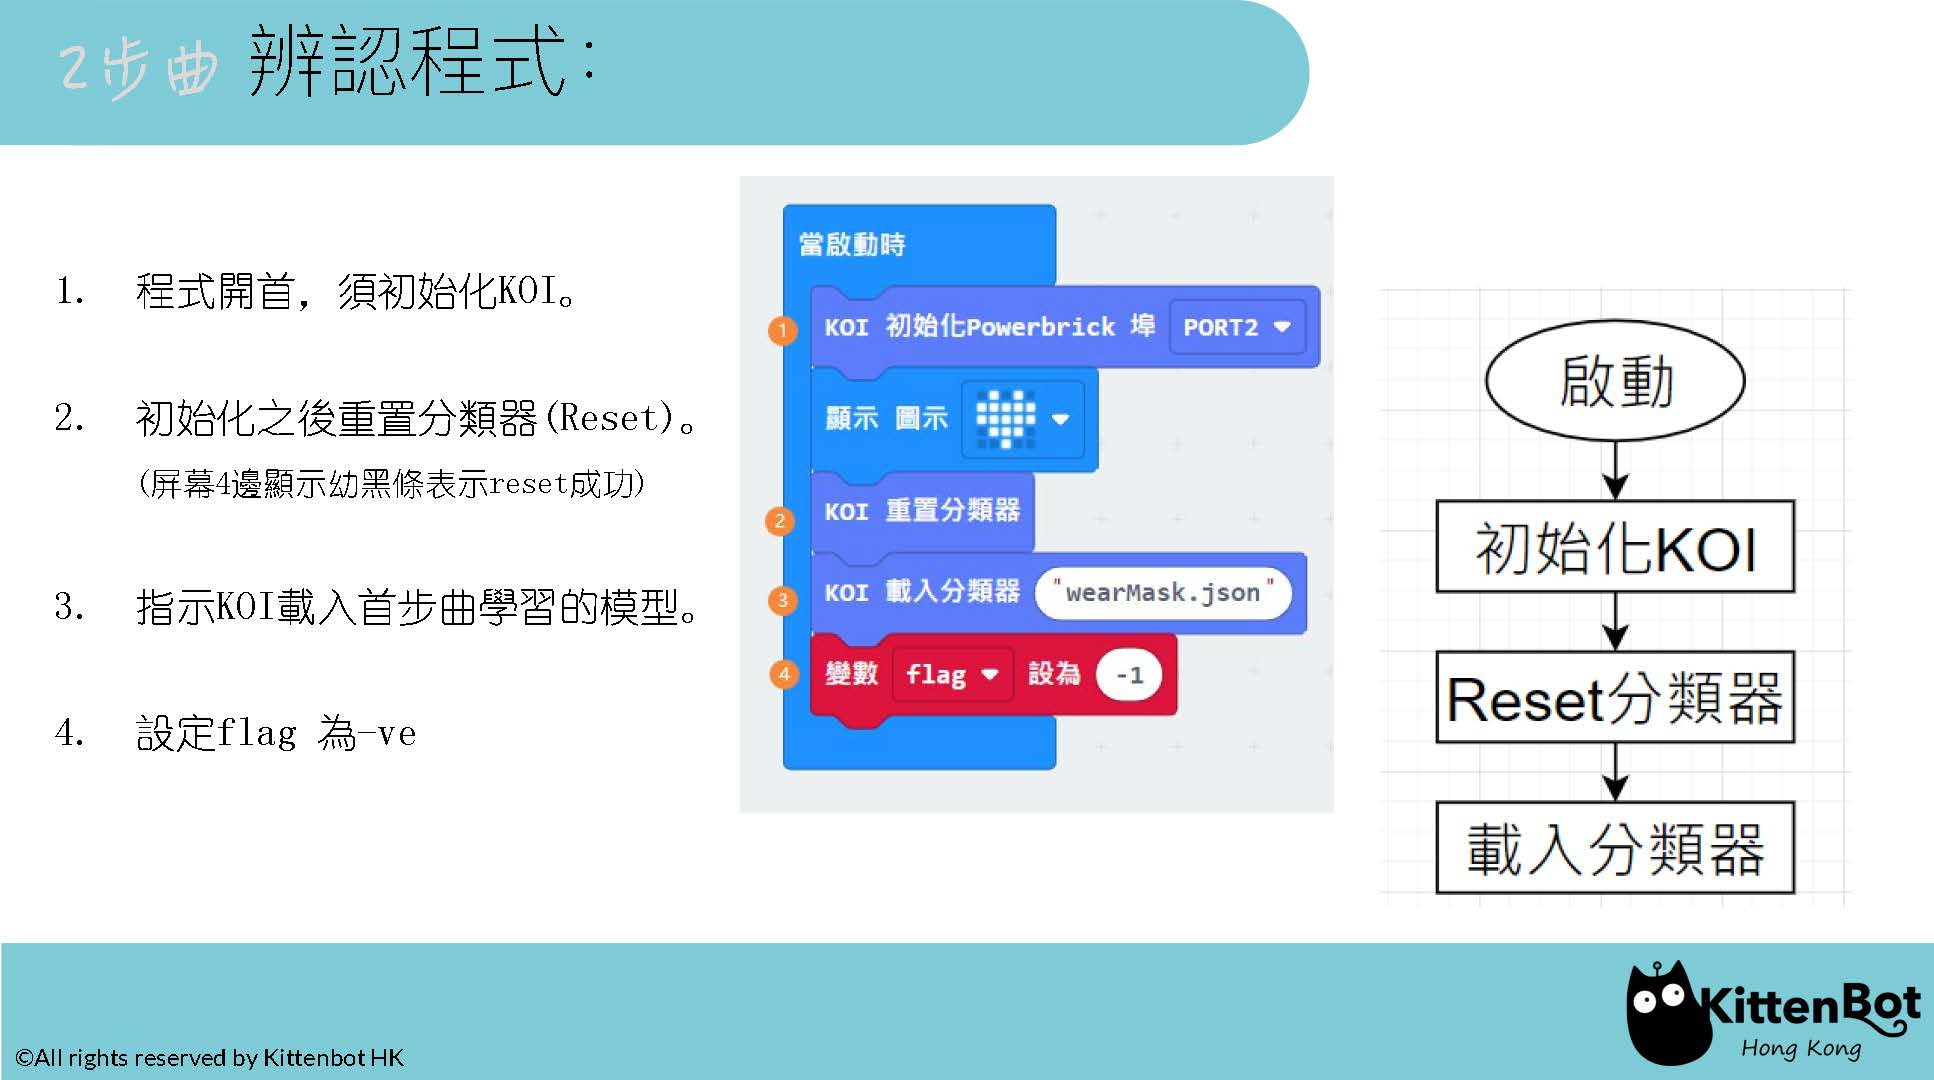 2步曲 辨認程式：
1. 程式開首，須初始化KOI。
2. 初始化之後重置分類器(Reset)。
(屏幕4邊顯示幼黑條表示reset成功)
3. 指示KOI載入首步曲學習的模型。
4. 設定flag 為-ve
當啟動時
1 KOI 初始化Powerbrick 埠 PORT2
顯示 圖示
2 KOI 重置分類器
3 KOI 載入分類器 "wearMask.json"
4 變數 flag 設為 -1
啟動
初始化KOI
Reset分類器
載入分類器
KittenBot
Hong Kong
©All rights reserved by Kittenbot HK